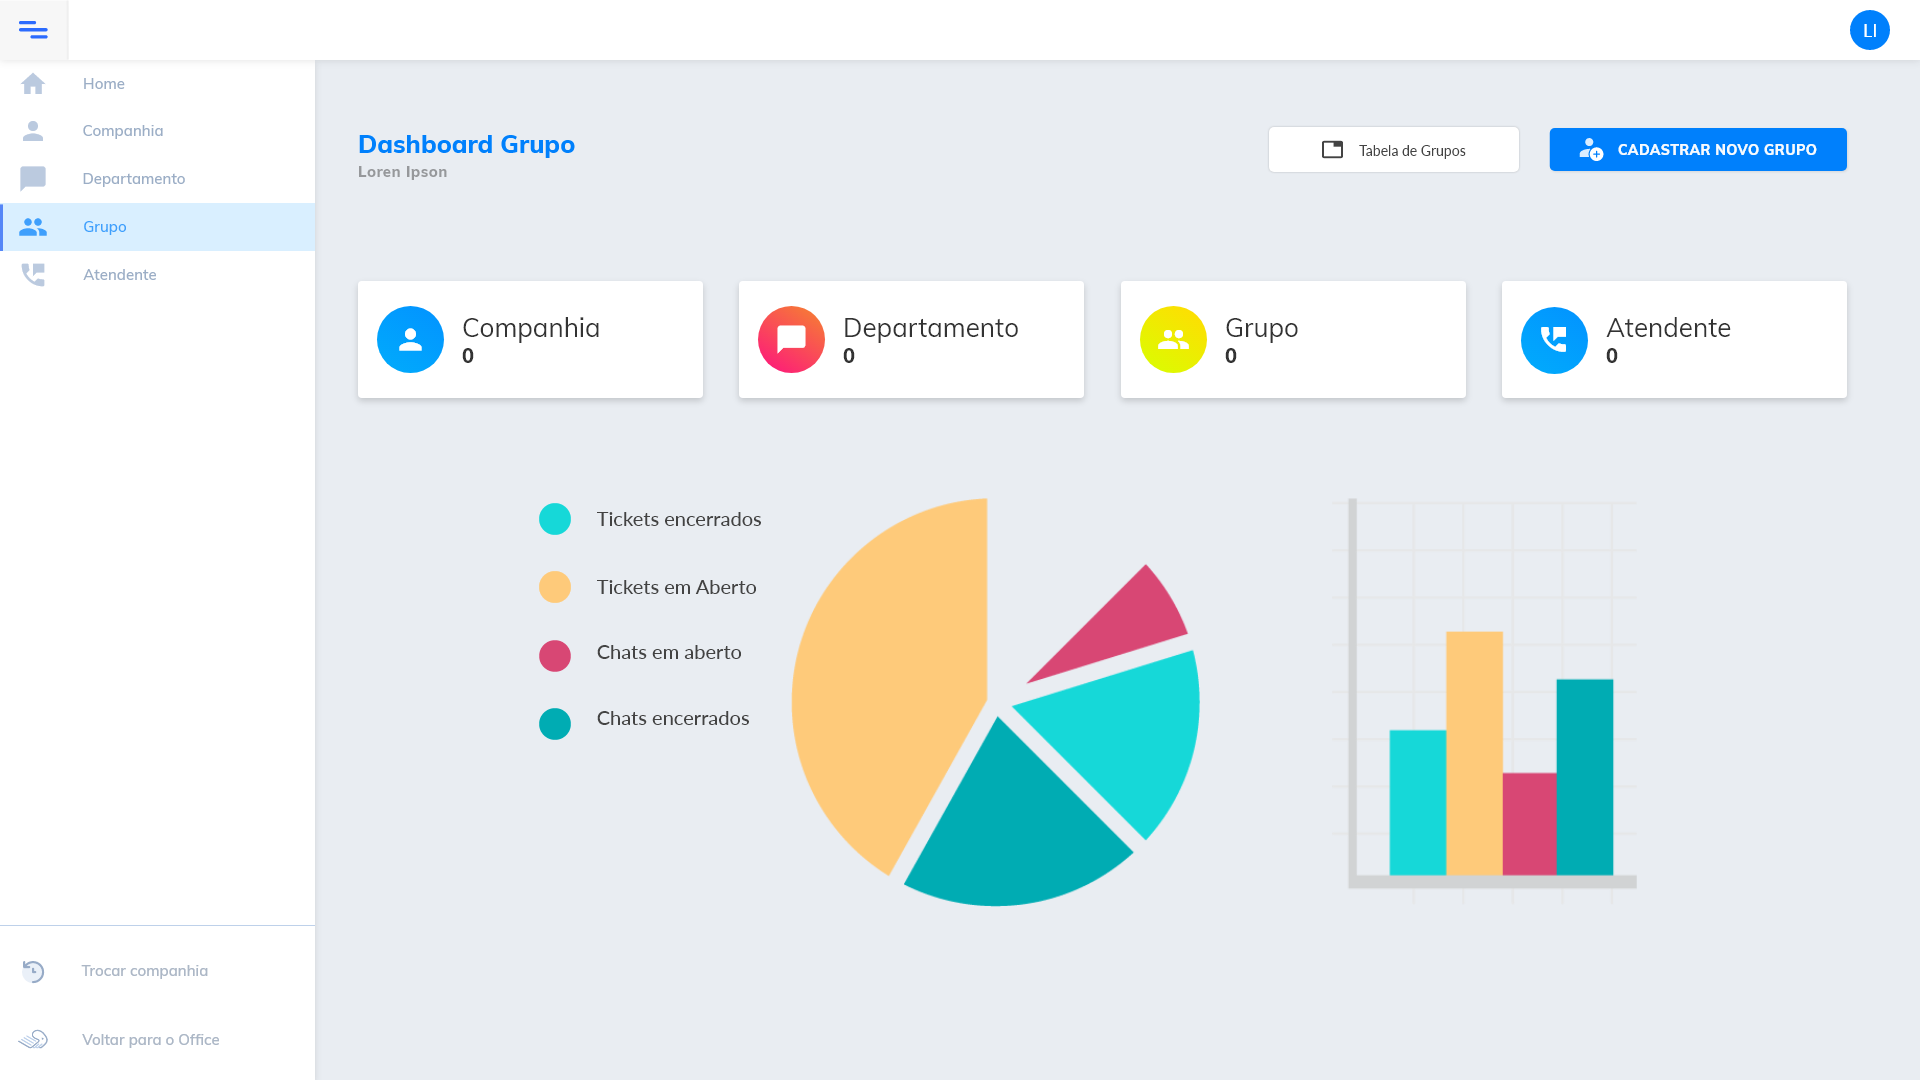 LI
Home
Companhia
Departamento
Grupo
Atendente
Trocar companhia
Voltar para o Office
Dashboard Grupo
Loren Ipson
Tabela de Grupos
CADASTRAR NOVO GRUPO
Companhia
0
Departamento
0
Grupo
0
Atendente
0
Tickets encerrados
Tickets em Aberto
Chats em aberto
Chats encerrados